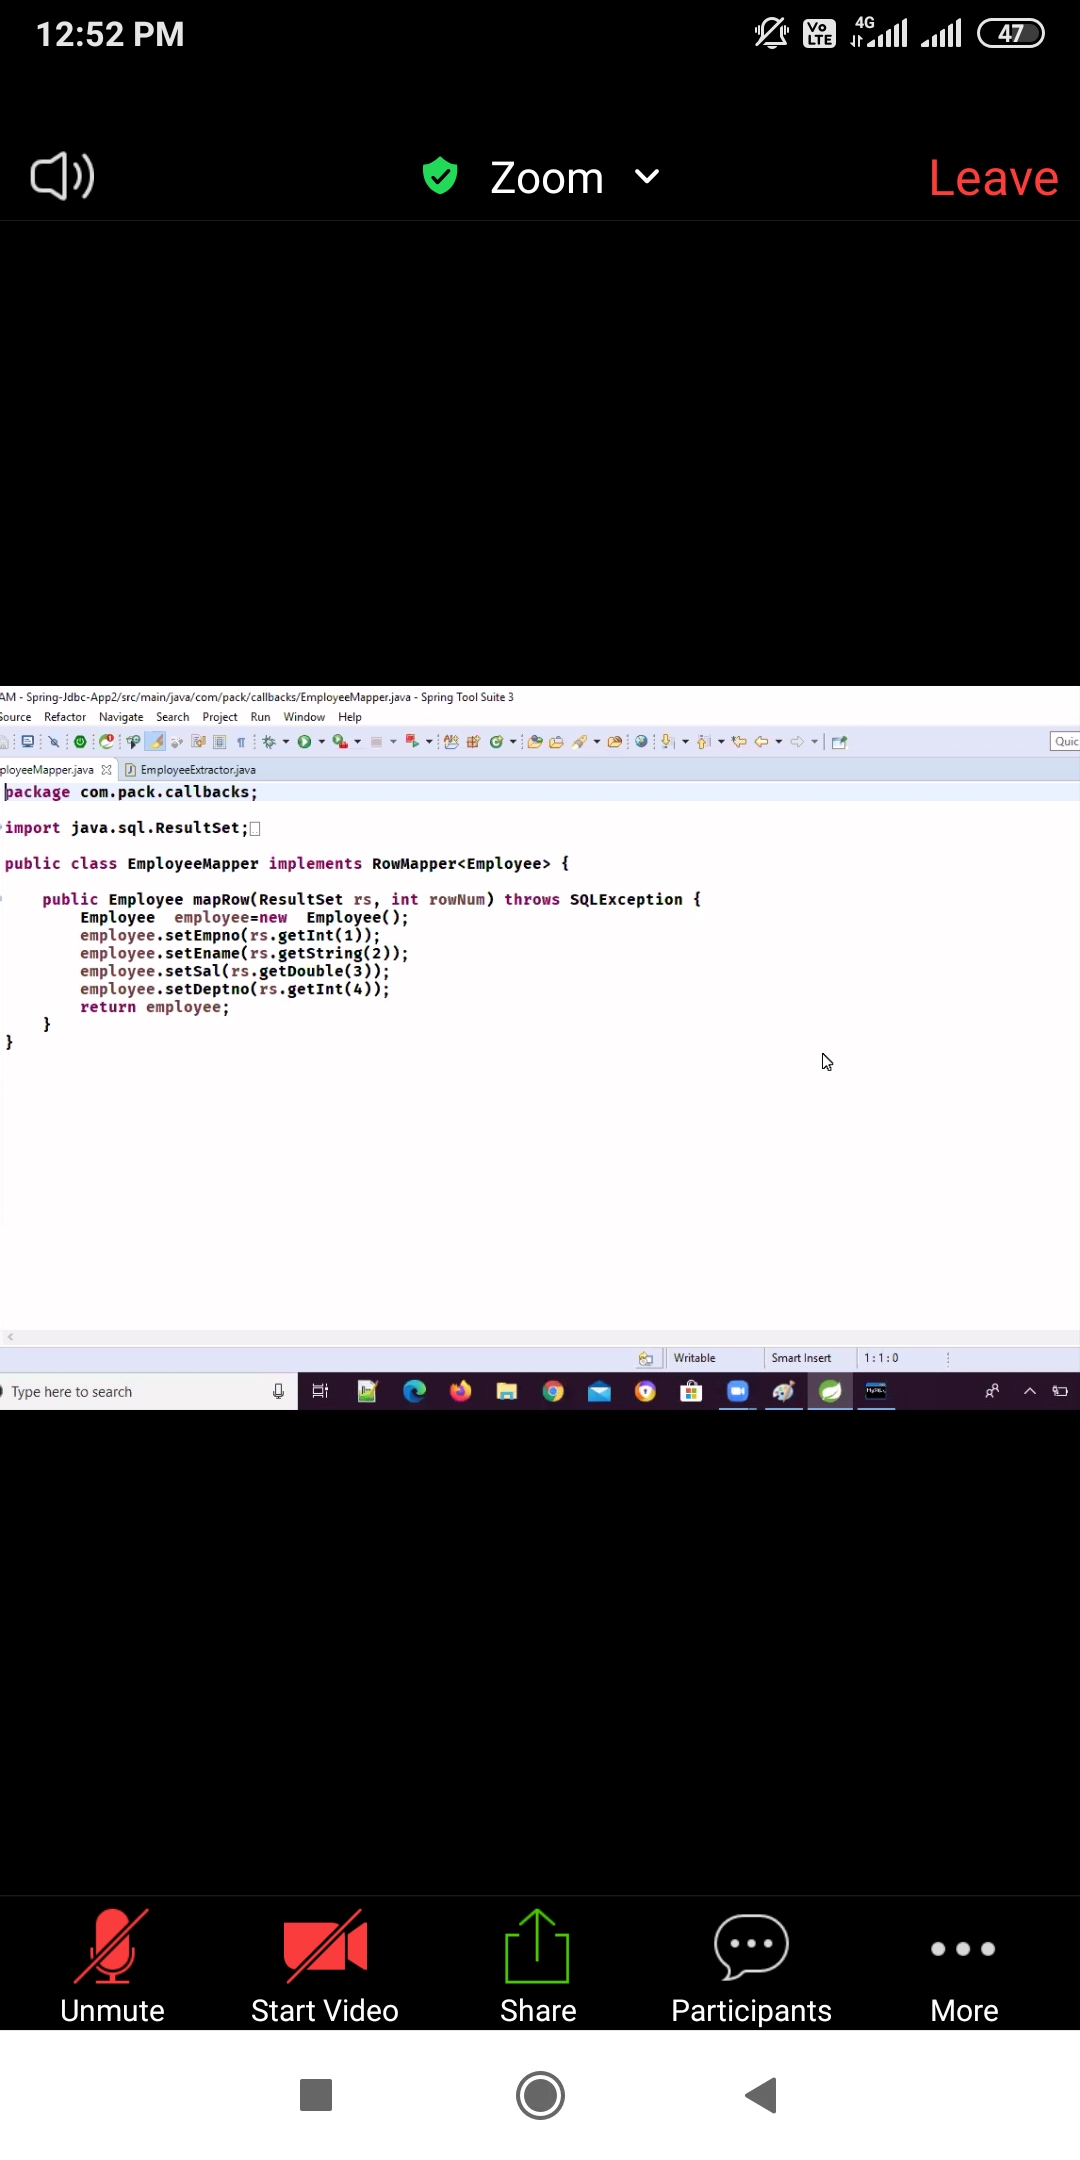 12:52 PM
Vo LTE 4G 47
Zoom
Leave
AM - Spring-Jdbc-App2/src/main/java/com/pack/callbacks/EmployeeMapper.java - Spring Tool Suite 3
Source Refactor Navigate Search Project Run Window Help
Quic
ployeeMapper.java EmployeeExtractor.java
package com.pack.callbacks;
import java.sql.ResultSet;
public class EmployeeMapper implements RowMapper<Employee> {
public Employee mapRow(ResultSet rs, int rowNum) throws SQLException {
Employee  employee=new  Employee();
employee.setEmpno(rs.getInt(1));
employee.setEname(rs.getString(2));
employee.setSal(rs.getDouble(3));
employee.setDeptno(rs.getInt(4));
return employee;
}
}
Writable Smart Insert 1:1:0
Type here to search
Unmute Start Video Share Participants More